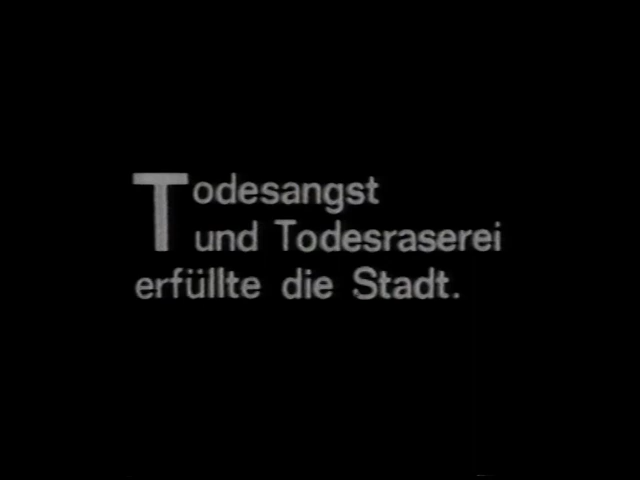 Todesangst
und Todesraserei
erfüllte die Stadt.